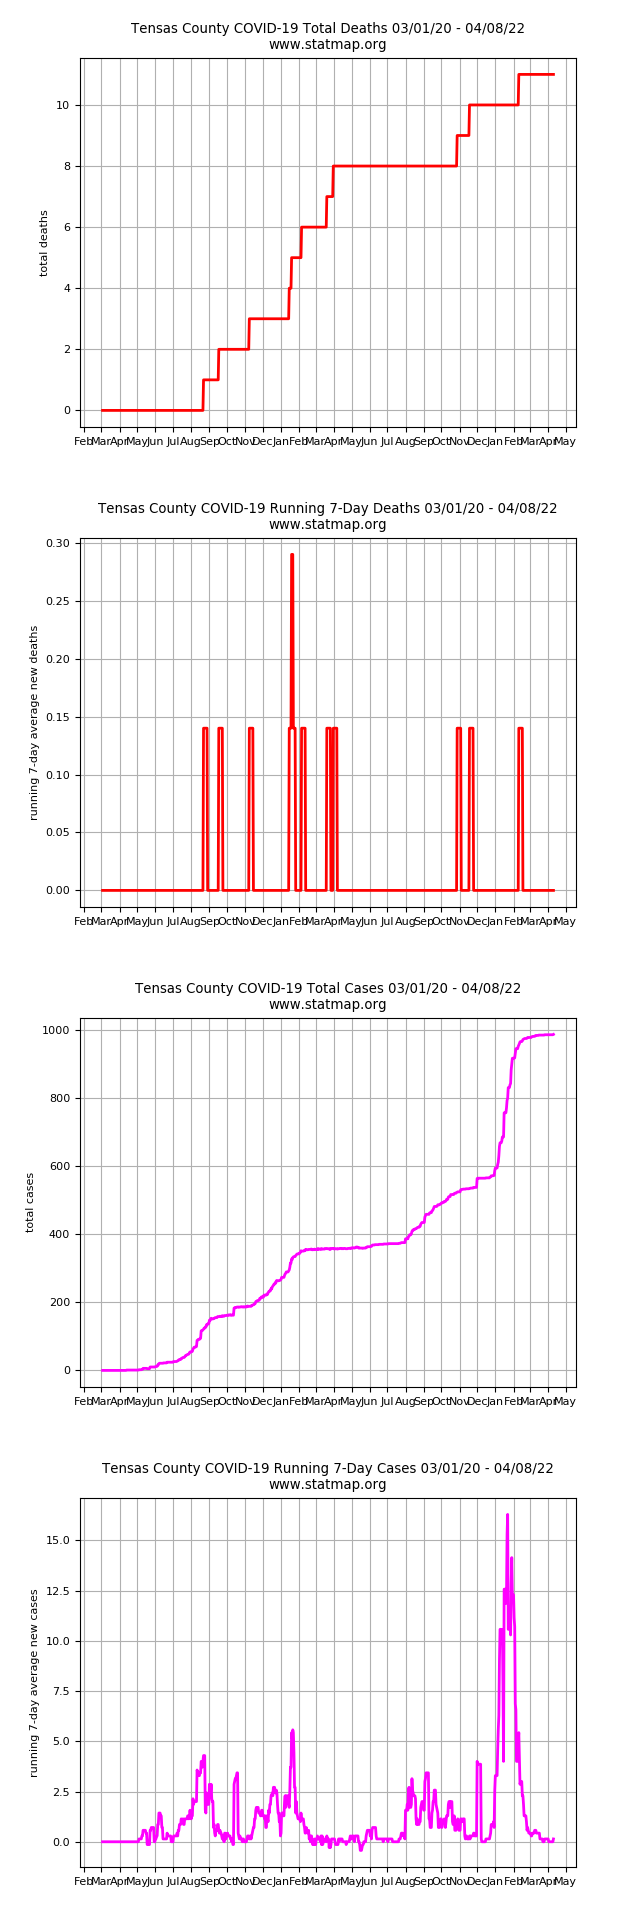 Tensas County COVID-19 Total Deaths 03/01/20 - 04/08/22
www.statmap.org
10
8
6
4
2
0
total deaths
Feb Mar Apr May Jun Jul Aug Sep Oct Nov Dec Jan Feb Mar Apr May Jun Jul Aug Sep Oct Nov Dec Jan Feb Mar Apr May
Tensas County COVID-19 Running 7-Day Deaths 03/01/20 - 04/08/22
www.statmap.org
0.30
0.25
0.20
0.15
0.10
0.05
0.00
running 7-day average new deaths
Feb Mar Apr May Jun Jul Aug Sep Oct Nov Dec Jan Feb Mar Apr May Jun Jul Aug Sep Oct Nov Dec Jan Feb Mar Apr May
Tensas County COVID-19 Total Cases 03/01/20 - 04/08/22
www.statmap.org
1000
800
600
400
200
0
total cases
Feb Mar Apr May Jun Jul Aug Sep Oct Nov Dec Jan Feb Mar Apr May Jun Jul Aug Sep Oct Nov Dec Jan Feb Mar Apr May
Tensas County COVID-19 Running 7-Day Cases 03/01/20 - 04/08/22
www.statmap.org
15.0
12.5
10.0
7.5
5.0
2.5
0.0
running 7-day average new cases
Feb Mar Apr May Jun Jul Aug Sep Oct Nov Dec Jan Feb Mar Apr May Jun Jul Aug Sep Oct Nov Dec Jan Feb Mar Apr May